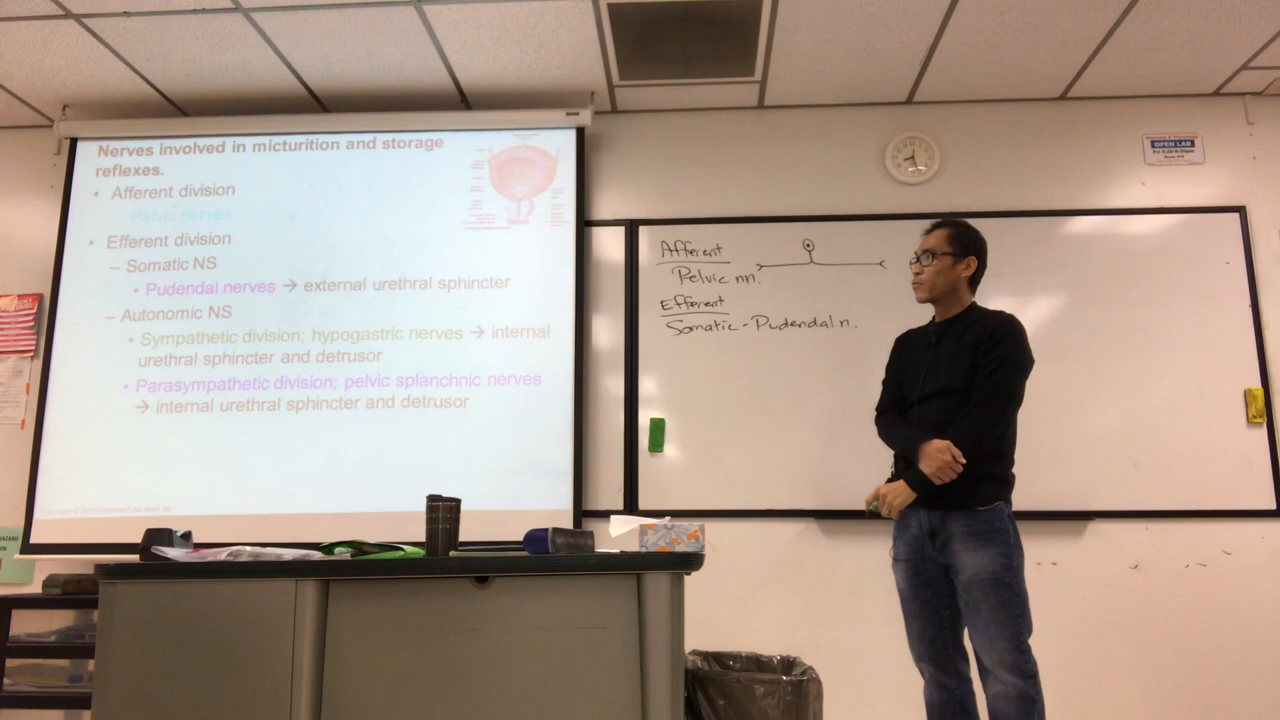 Nerves involved in micturition and storage
reflexes.
• Afferent division
Pelvic nerves
• Efferent division
– Somatic NS
• Pudendal nerves → external urethral sphincter
– Autonomic NS
• Sympathetic division; hypogastric nerves → internal
urethral sphincter and detrusor
• Parasympathetic division; pelvic splanchnic nerves
→ internal urethral sphincter and detrusor
Afferent
Pelvic nn.
Efferent
Somatic - Pudendal n.
Anatomy & Physiology
OPEN LAB